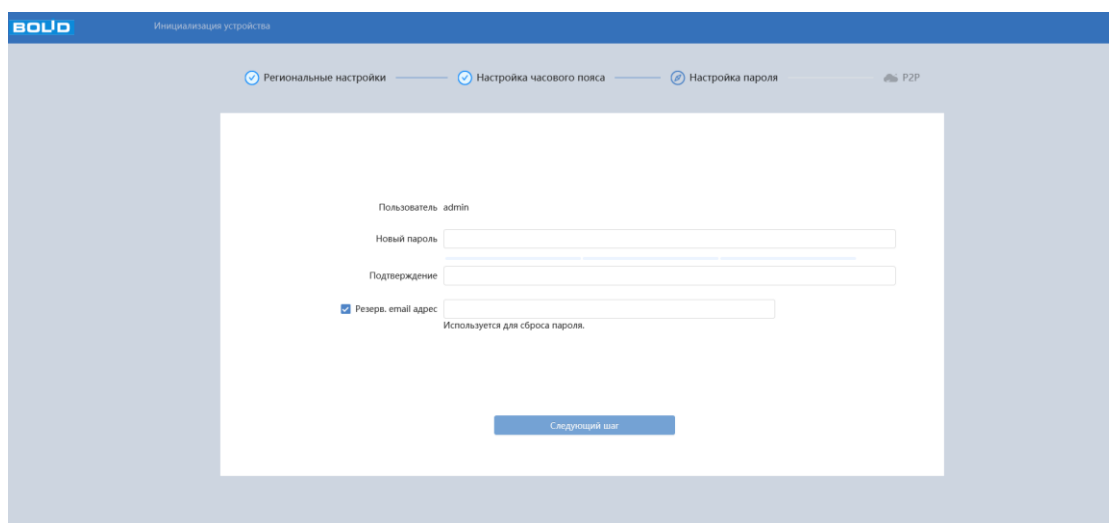 BOLID
Инициализация устройства
Региональные настройки
Настройка часового пояса
Настройка пароля
P2P
Пользователь admin
Новый пароль
Подтверждение
Резерв. email адрес
Используется для сброса пароля.
Следующий шаг